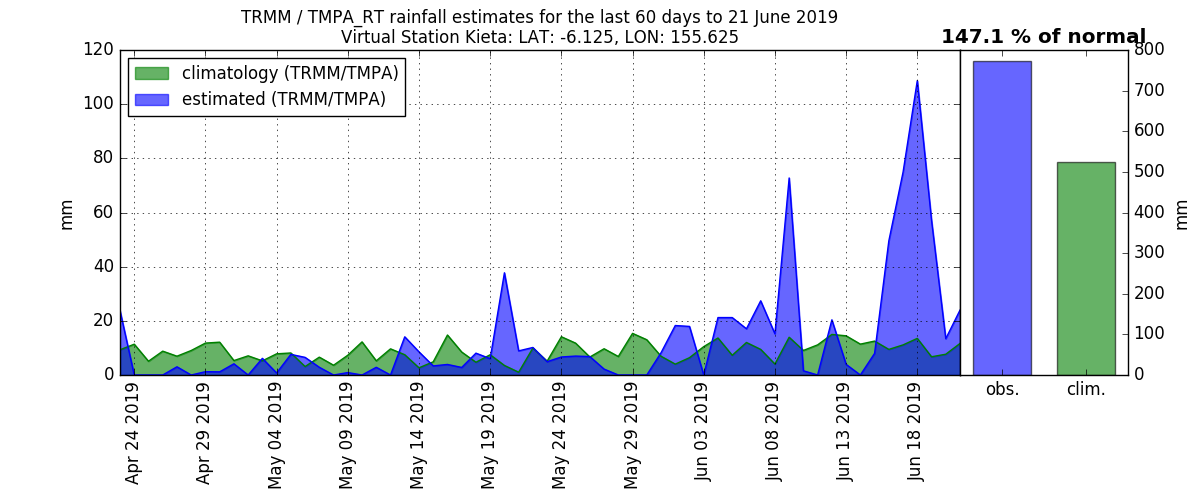 TRMM / TMPA_RT rainfall estimates for the last 60 days to 21 June 2019
Virtual Station Kieta: LAT: -6.125, LON: 155.625
147.1 % of normal
climatology (TRMM/TMPA)
estimated (TRMM/TMPA)
120
100
80
60
40
20
0
mm
800
700
600
500
400
300
200
100
0
mm
Apr 24 2019
Apr 29 2019
May 04 2019
May 09 2019
May 14 2019
May 19 2019
May 24 2019
May 29 2019
Jun 03 2019
Jun 08 2019
Jun 13 2019
Jun 18 2019
obs.
clim.